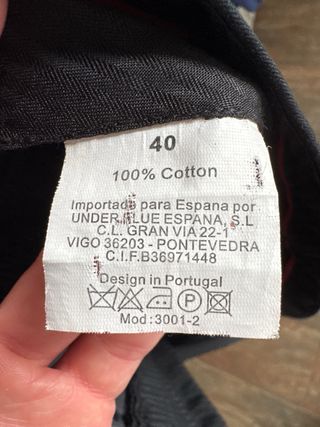 40
100% Cotton
Importado para Espana por
UNDER BLUE ESPANA, S.L
C.L. GRAN VIA 22-1°
VIGO 36203 - PONTEVEDRA
C.I.F.B36971448
Design in Portugal
P
Mod:3001-2